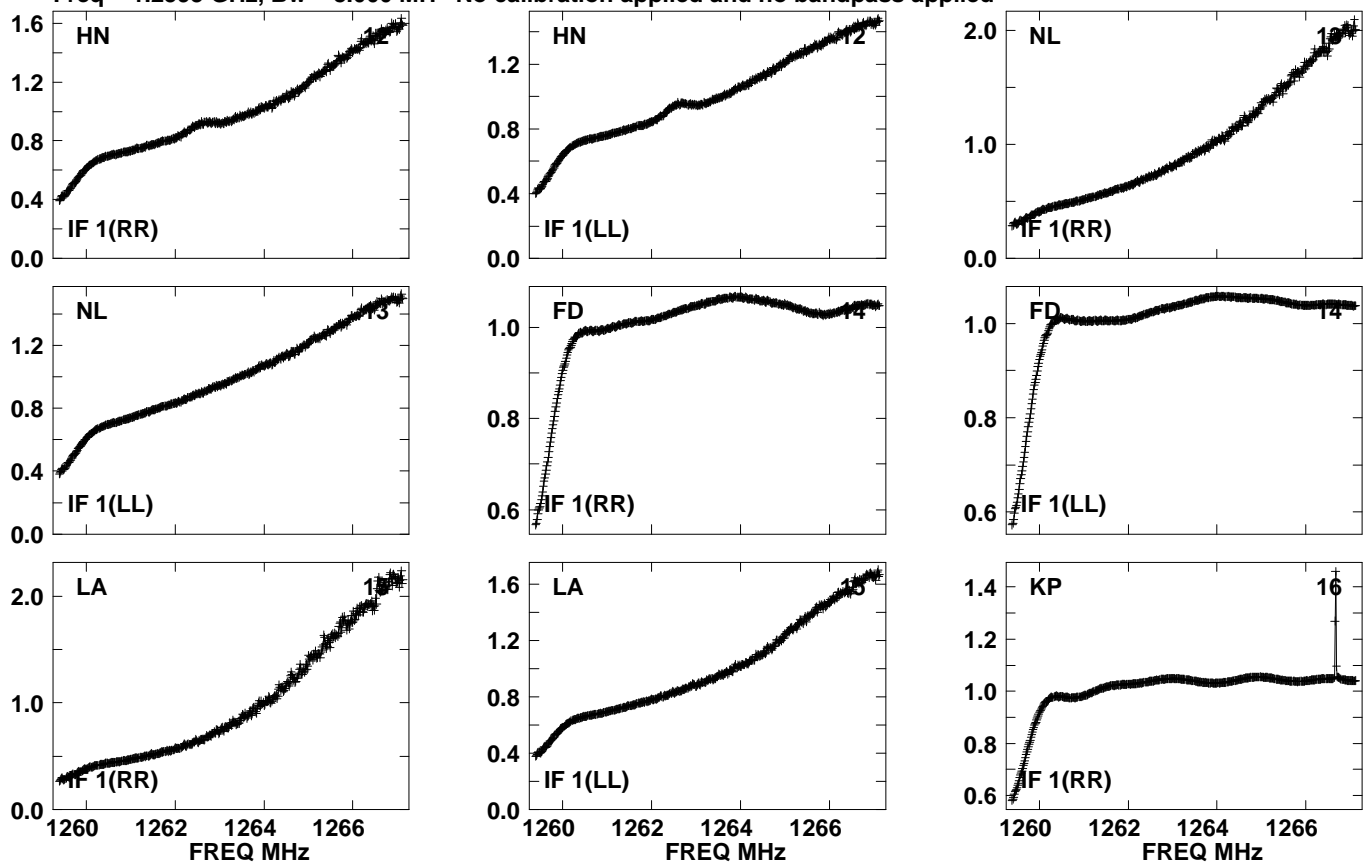 Freq GHz, Bw No calibration applied and no bandpass applied
HN 12
IF 1(RR)
1.6
1.2
0.8
0.4
0.0
HN 12
IF 1(LL)
1.2
0.8
0.4
0.0
NL 13
IF 1(RR)
2.0
1.0
0.0
NL 13
IF 1(LL)
1.2
0.8
0.4
0.0
FD 14
IF 1(RR)
1.0
0.8
0.6
FD 14
IF 1(LL)
1.0
0.8
0.6
LA 15
IF 1(RR)
2.0
1.0
0.0
1260 1262 1264 1266
FREQ MHz
LA 15
IF 1(LL)
1.6
1.2
0.8
0.4
0.0
1260 1262 1264 1266
FREQ MHz
KP 16
IF 1(RR)
1.4
1.2
1.0
0.8
0.6
1260 1262 1264 1266
FREQ MHz